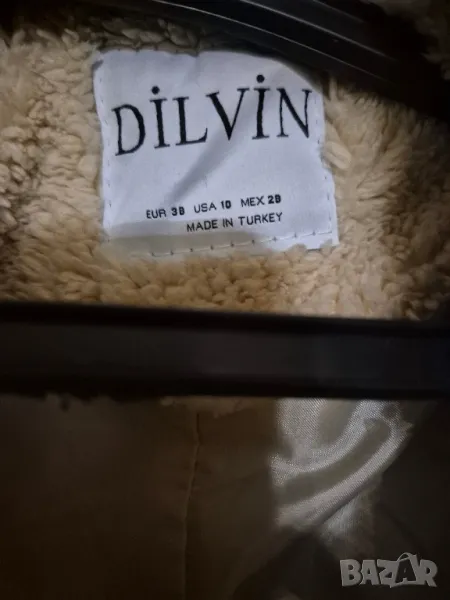 DİLVİN
EUR 38 USA 10 MEX 28
MADE IN TURKEY
BAZAR